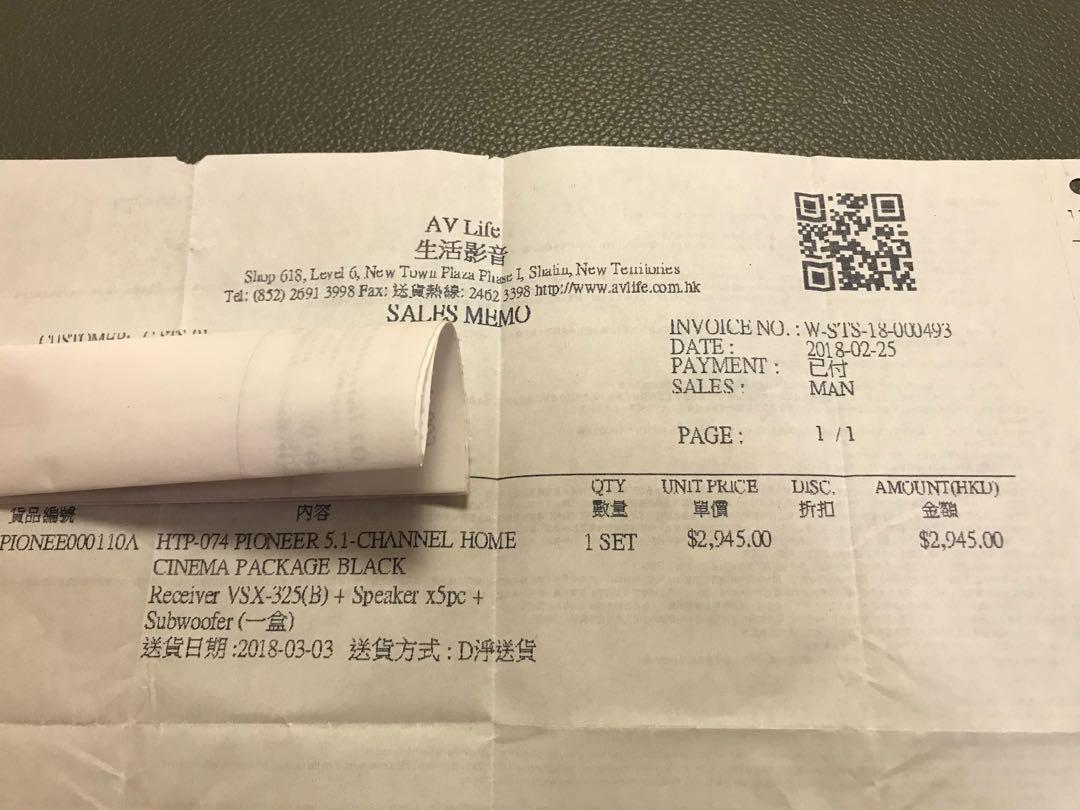 AV Life
生活影音
Shop 618, Level 6, New Town Plaza Phase I, Shatin, New Territories
Tel: (852) 2691 3998 Fax: 送貨熱線: 2462 3398 http://www.avlife.com.hk
SALES MEMO
CUSTOMER:
INVOICE NO. : W-STS-18-000493
DATE : 2018-02-25
PAYMENT : 已付
SALES : MAN
PAGE : 1 / 1
QTY UNIT PRICE DISC. AMOUNT(HKD)
貨品編號 內容 數量 單價 折扣 金額
PIONEE000110A HTP-074 PIONEER 5.1-CHANNEL HOME 1 SET $2,945.00 $2,945.00
CINEMA PACKAGE BLACK
Receiver VSX-325(B) + Speaker x5pc +
Subwoofer (一盒)
送貨日期 :2018-03-03 送貨方式 : D淨送貨